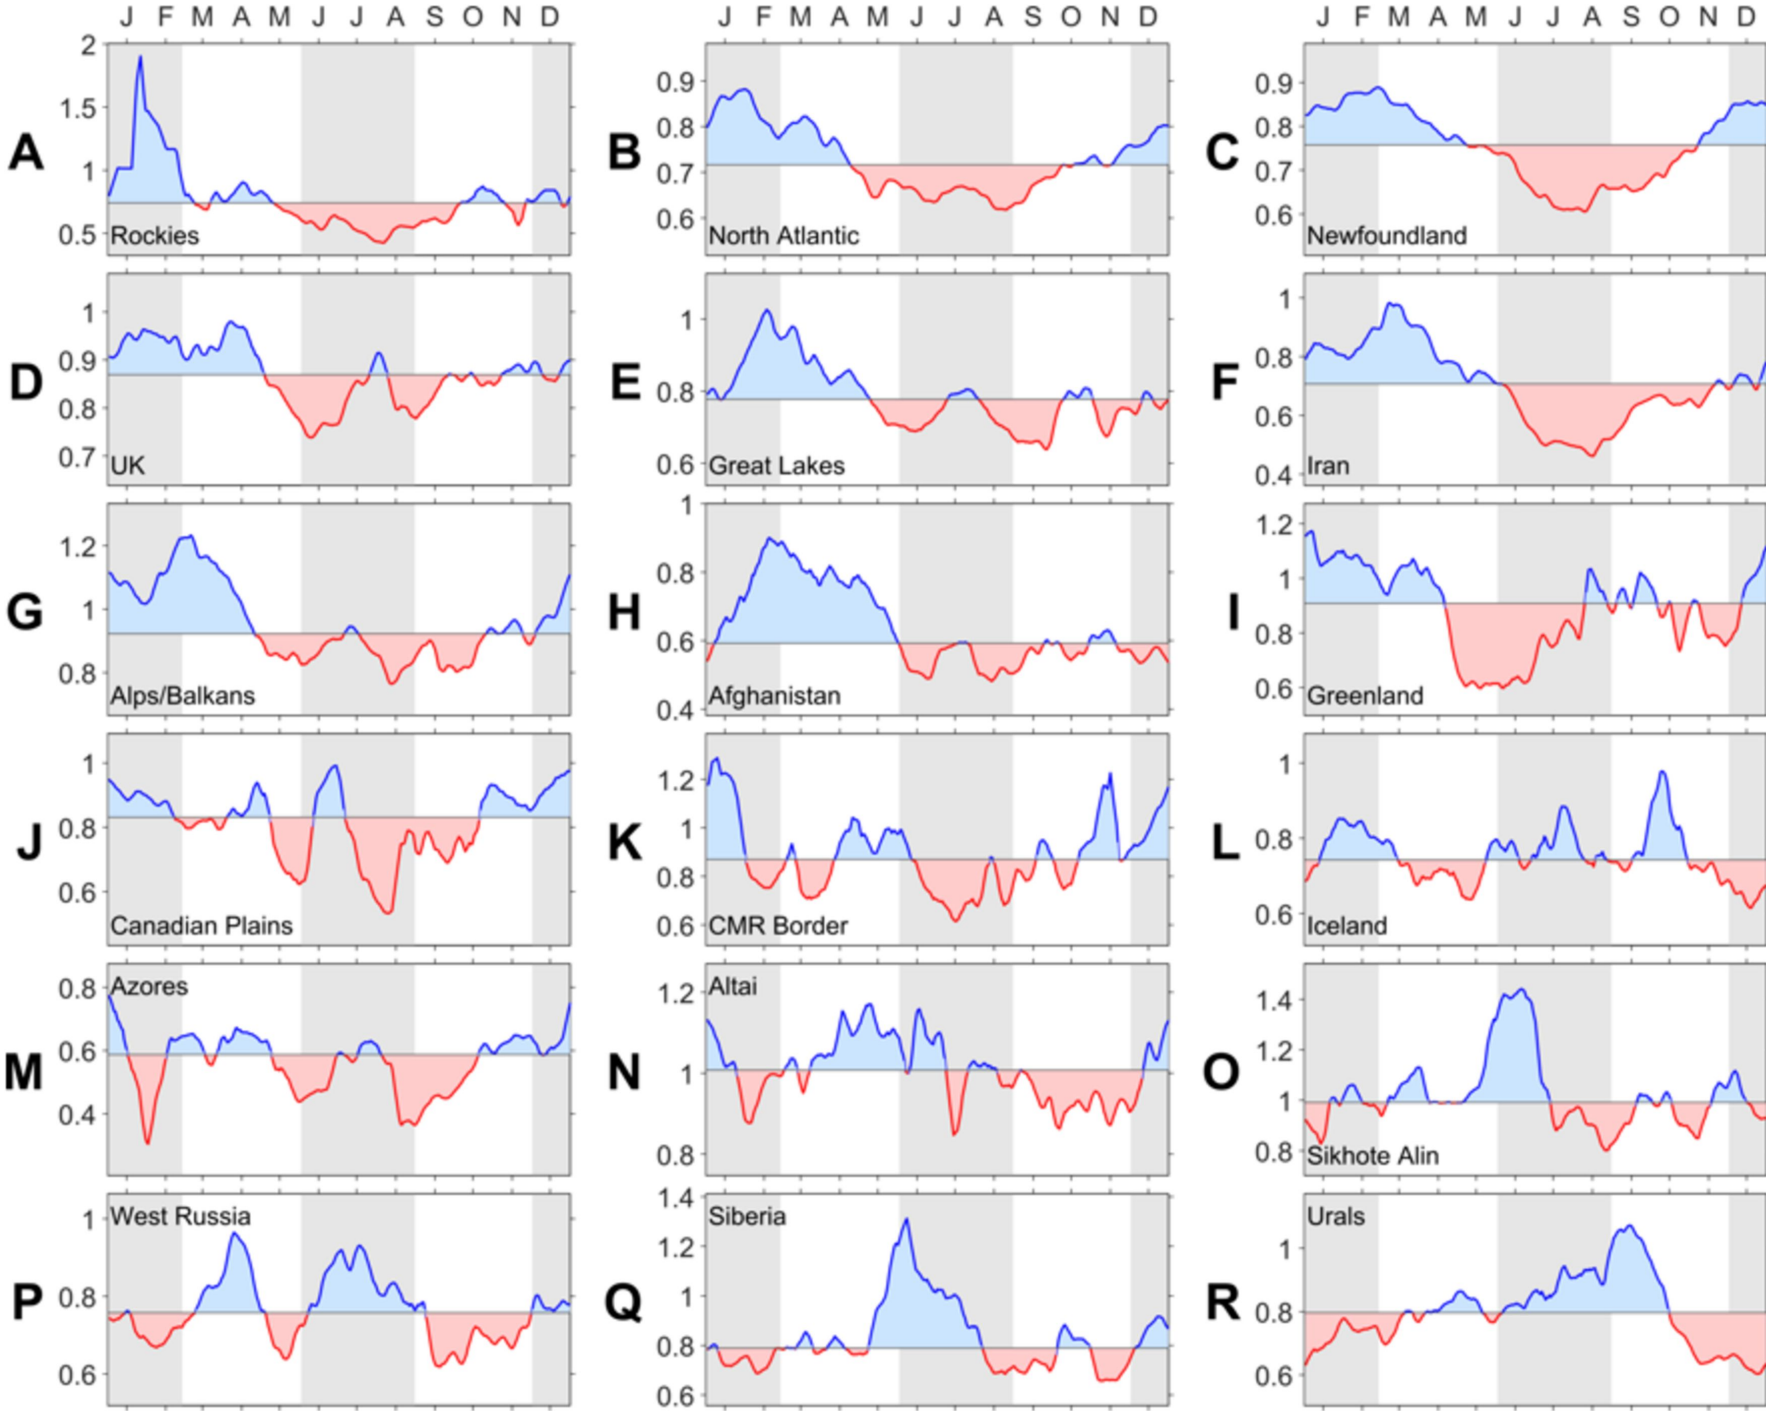 J F M A M J J A S O N D J F M A M J J A S O N D J F M A M J J A S O N D
A 2 1.5 1 0.5 Rockies
B 0.9 0.8 0.7 0.6 North Atlantic
C 0.9 0.8 0.7 0.6 Newfoundland
D 1 0.9 0.8 0.7 UK
E 1 0.8 0.6 Great Lakes
F 1 0.8 0.6 0.4 Iran
G 1.2 1 0.8 Alps/Balkans
H 1 0.8 0.6 0.4 Afghanistan
I 1.2 1 0.8 0.6 Greenland
J 1 0.8 0.6 Canadian Plains
K 1.2 1 0.8 0.6 CMR Border
L 1 0.8 0.6 Iceland
M 0.8 0.6 0.4 Azores
N 1.2 1 0.8 Altai
O 1.4 1.2 1 0.8 Sikhote Alin
P 1 0.8 0.6 West Russia
Q 1.4 1.2 1 0.8 0.6 Siberia
R 1 0.8 0.6 Urals